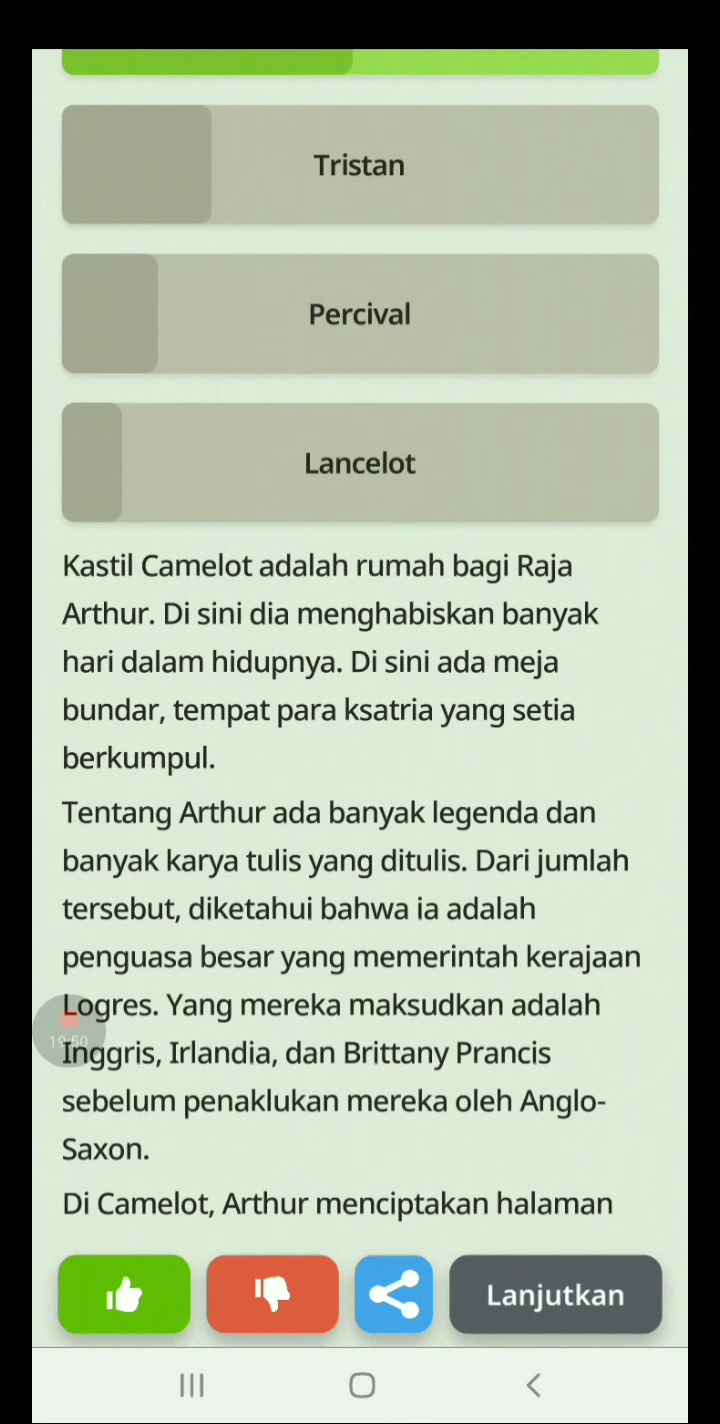 Tristan
Percival
Lancelot
Kastil Camelot adalah rumah bagi Raja
Arthur. Di sini dia menghabiskan banyak
hari dalam hidupnya. Di sini ada meja
bundar, tempat para ksatria yang setia
berkumpul.
Tentang Arthur ada banyak legenda dan
banyak karya tulis yang ditulis. Dari jumlah
tersebut, diketahui bahwa ia adalah
penguasa besar yang memerintah kerajaan
Logres. Yang mereka maksudkan adalah
19:50
Inggris, Irlandia, dan Brittany Prancis
sebelum penaklukan mereka oleh Anglo-
Saxon.
Di Camelot, Arthur menciptakan halaman
Lanjutkan